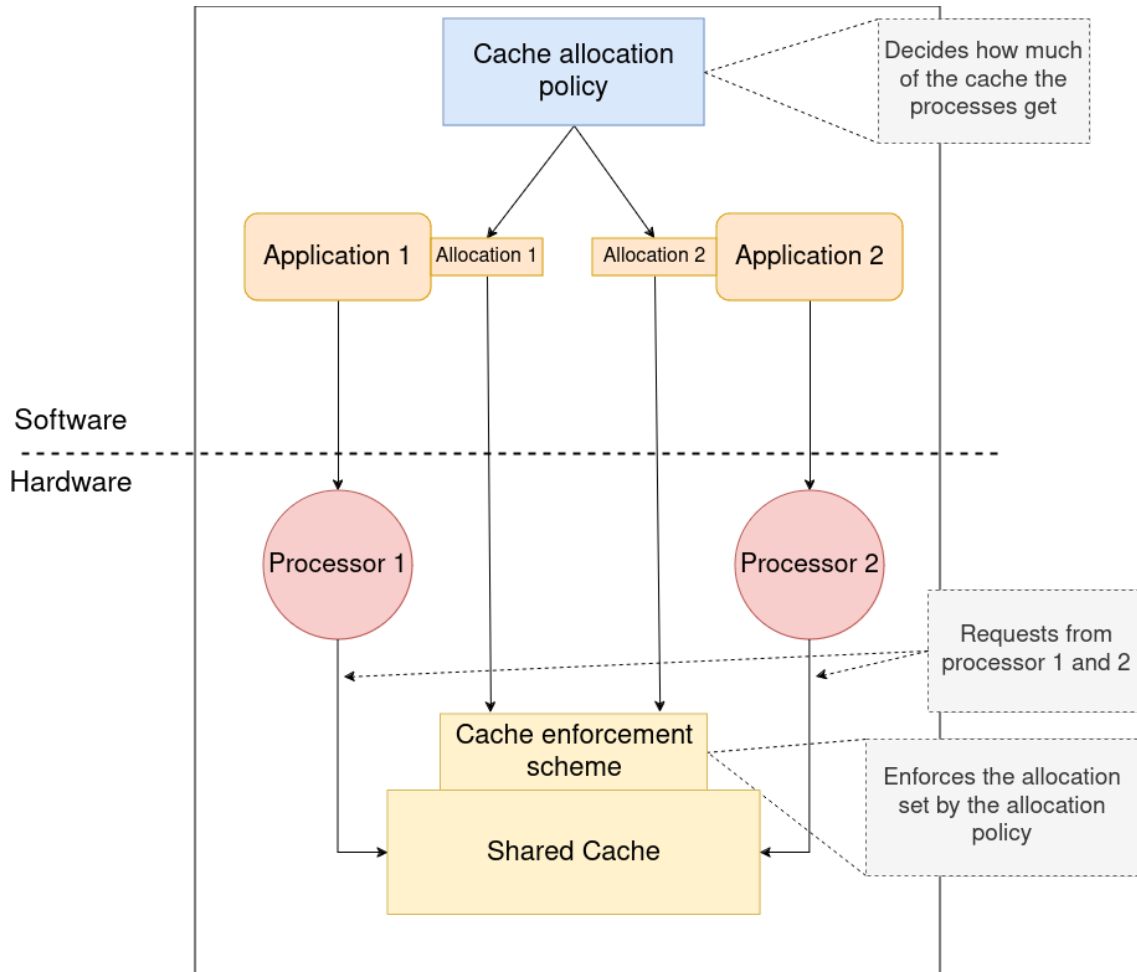 Cache allocation
policy
Decides how much
of the cache the
processes get
Application 1
Allocation 1
Allocation 2
Application 2
Software
Hardware
Processor 1
Processor 2
Requests from
processor 1 and 2
Cache enforcement
scheme
Enforces the allocation
set by the allocation
policy
Shared Cache